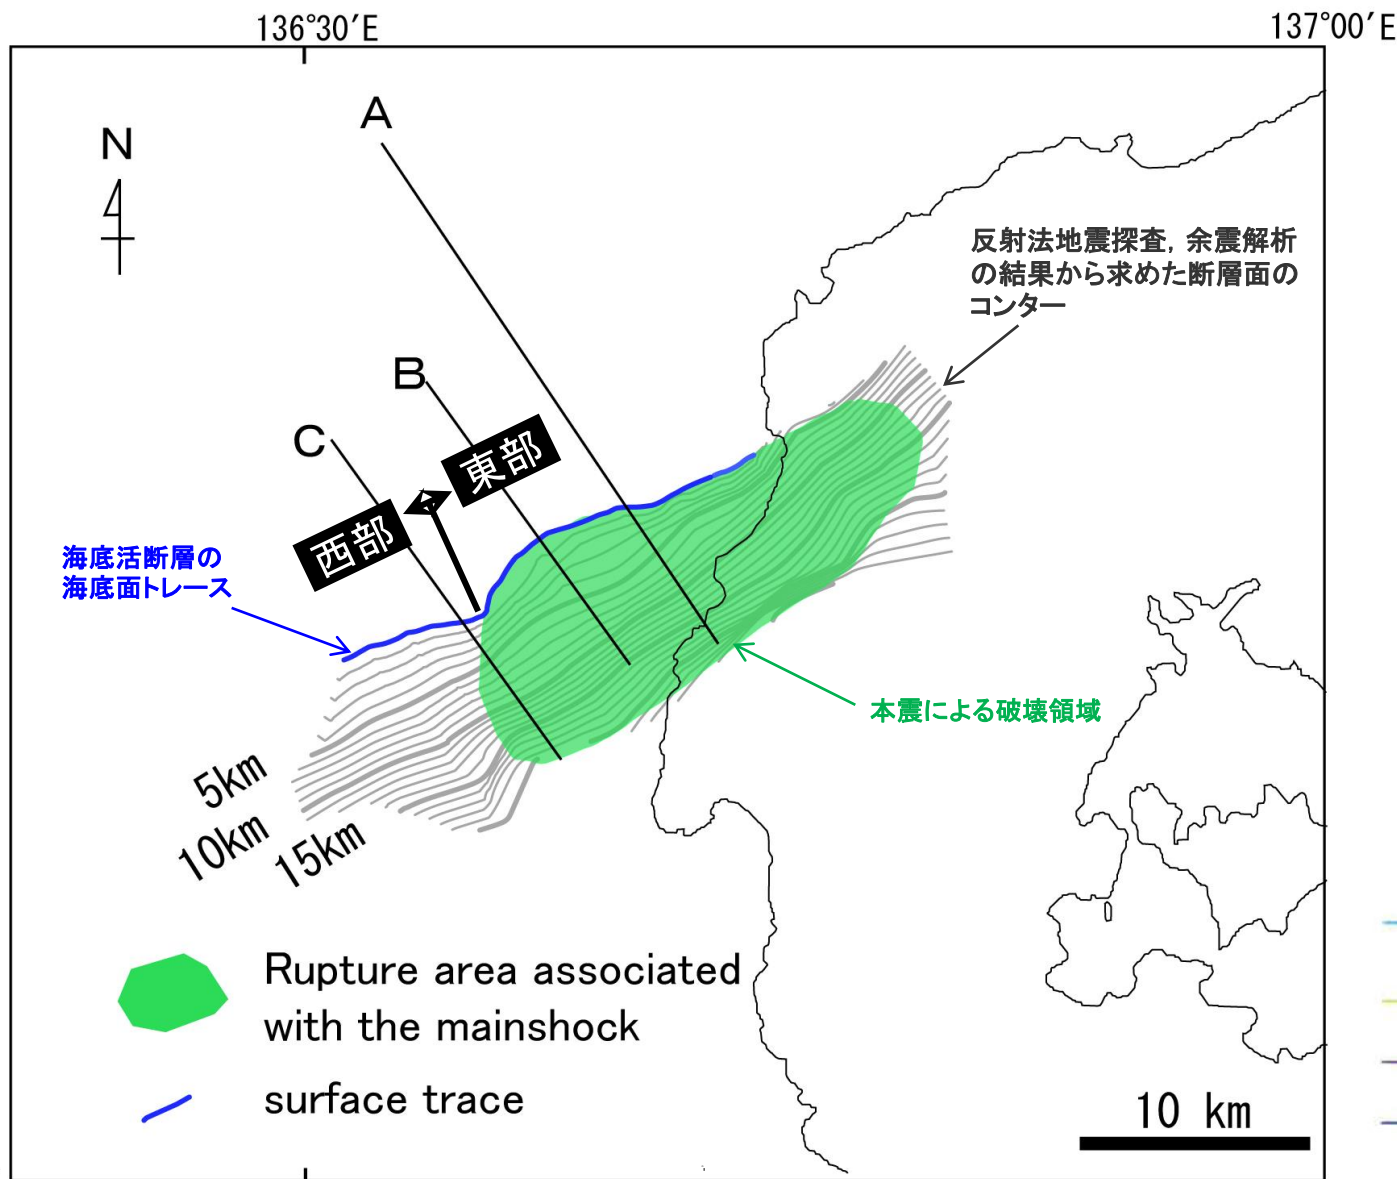 136°30′E
137°00′E
A
N
反射法地震探査, 余震解析
の結果から求めた断層面の
コンター
B
C
東部
西部
海底活断層の
海底面トレース
本震による破壊領域
5km
10km
15km
Rupture area associated
with the mainshock
surface trace
10 km